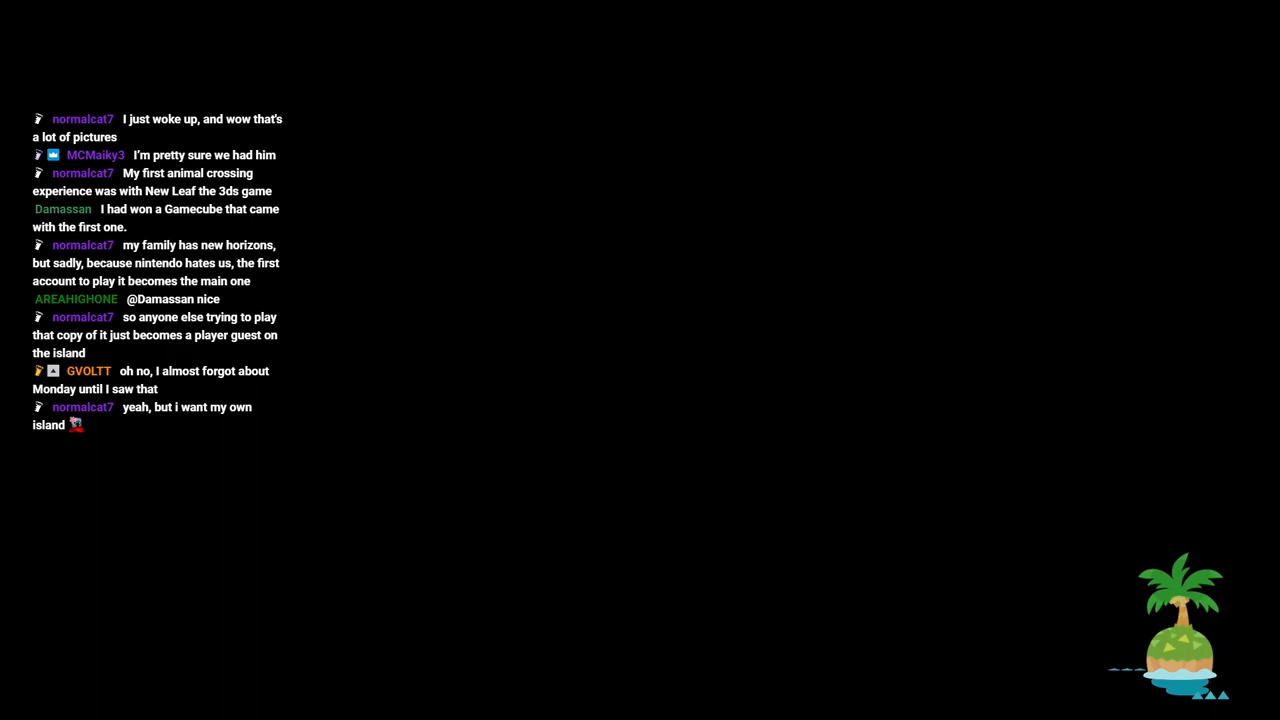 normalcat7 I just woke up, and wow that's
a lot of pictures
MCMaiky3 I'm pretty sure we had him
normalcat7 My first animal crossing
experience was with New Leaf the 3ds game
Damassan I had won a Gamecube that came
with the first one.
normalcat7 my family has new horizons,
but sadly, because nintendo hates us, the first
account to play it becomes the main one
AREAHIGHONE @Damassan nice
normalcat7 so anyone else trying to play
that copy of it just becomes a player guest on
the island
GVOLTT oh no, I almost forgot about
Monday until I saw that
normalcat7 yeah, but i want my own
island